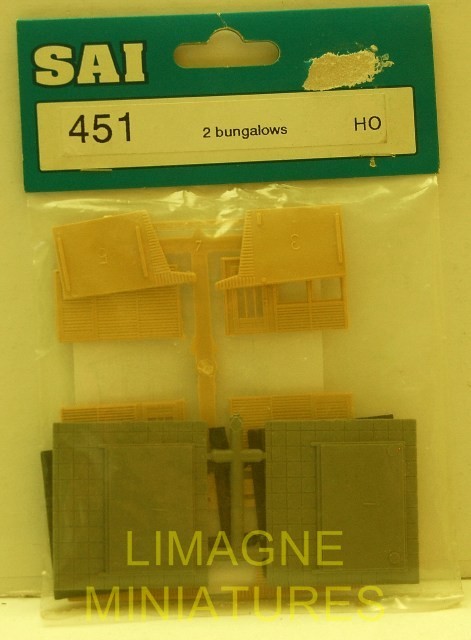 SAI
451 2 bungalows HO
LIMAGNE
MINIATURES